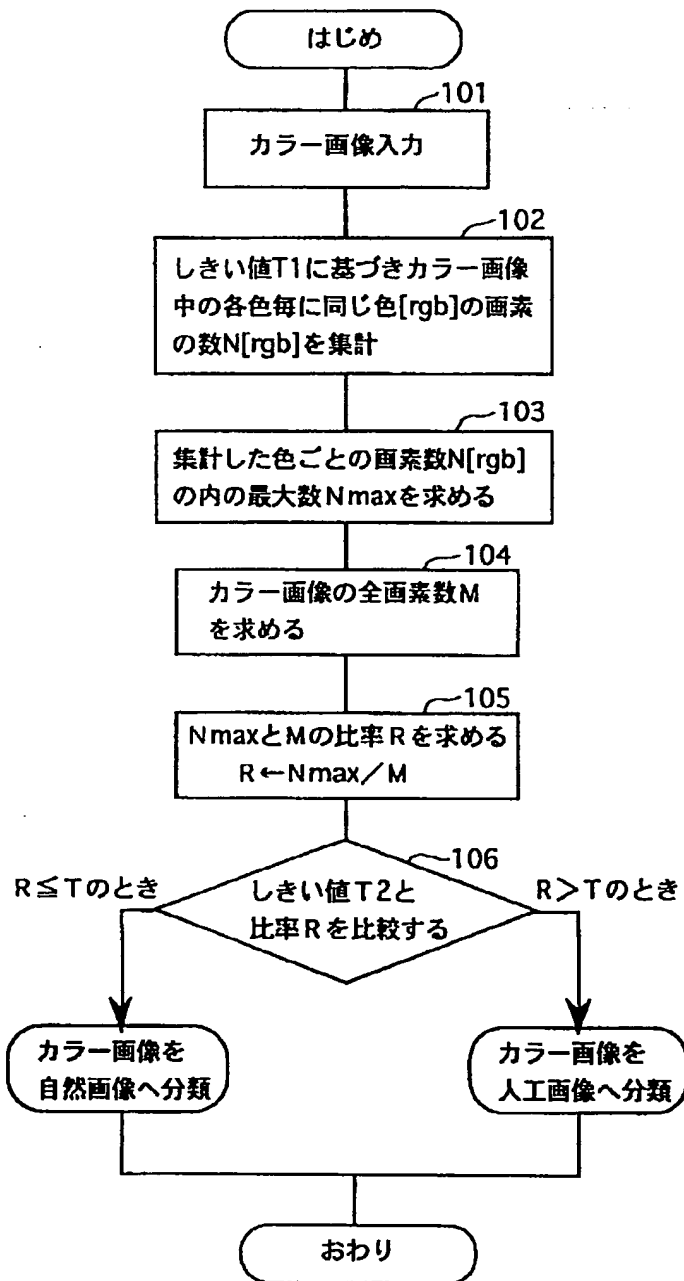 はじめ
101
カラー画像入力
102
しきい値T1に基づきカラー画像
中の各色毎に同じ色[rgb]の画素
の数N[rgb]を集計
103
集計した色ごとの画素数N[rgb]
の内の最大数Nmaxを求める
104
カラー画像の全画素数M
を求める
105
NmaxとMの比率Rを求める
R←Nmax／M
106
R≦Tのとき
しきい値T2と
比率Rを比較する
R＞Tのとき
カラー画像を
自然画像へ分類
カラー画像を
人工画像へ分類
おわり